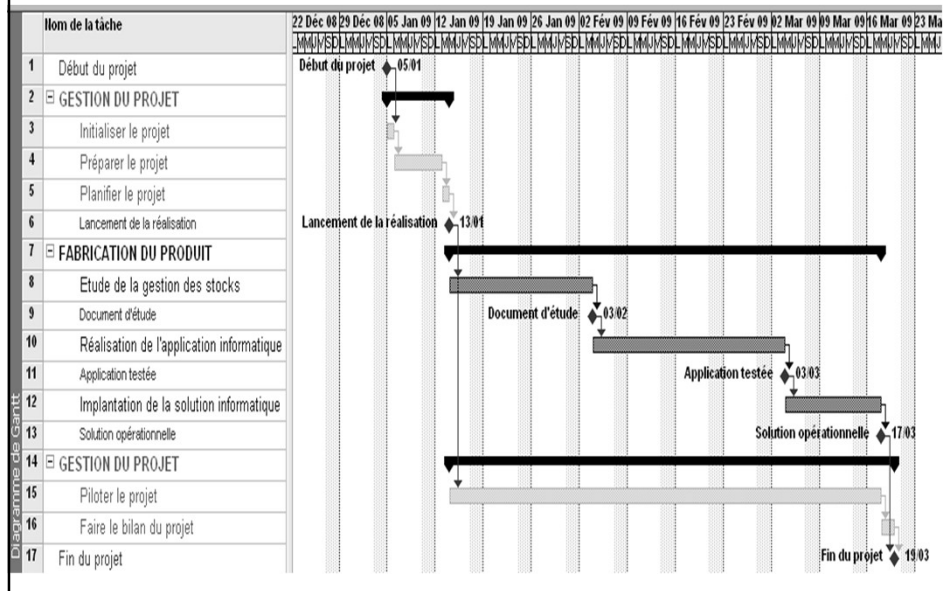 Nom de la tâche
22 Déc 08 29 Déc 08 05 Jan 09 12 Jan 09 19 Jan 09 26 Jan 09 02 Fév 09 09 Fév 09 16 Fév 09 23 Fév 09 02 Mar 09 09 Mar 09 16 Mar 09 23 Ma
LMMJVSDLMMJVSDLMMJVSDLMMJVSDLMMJVSDLMMJVSDLMMJVSDLMMJVSDLMMJVSDLMMJVSDLMMJVSDLMMJVSDLMMJVSDLMMJ
1 Début du projet Début du projet 05/01
2 GESTION DU PROJET
3 Initialiser le projet
4 Préparer le projet
5 Planifier le projet
6 Lancement de la réalisation Lancement de la réalisation 13/01
7 FABRICATION DU PRODUIT
8 Etude de la gestion des stocks
9 Document d'étude Document d'étude 03/02
10 Réalisation de l'application informatique
11 Application testée Application testée 03/03
12 Implantation de la solution informatique
13 Solution opérationnelle Solution opérationnelle 17/03
14 GESTION DU PROJET
15 Piloter le projet
16 Faire le bilan du projet
17 Fin du projet Fin du projet 19/03
Diagramme de Gantt